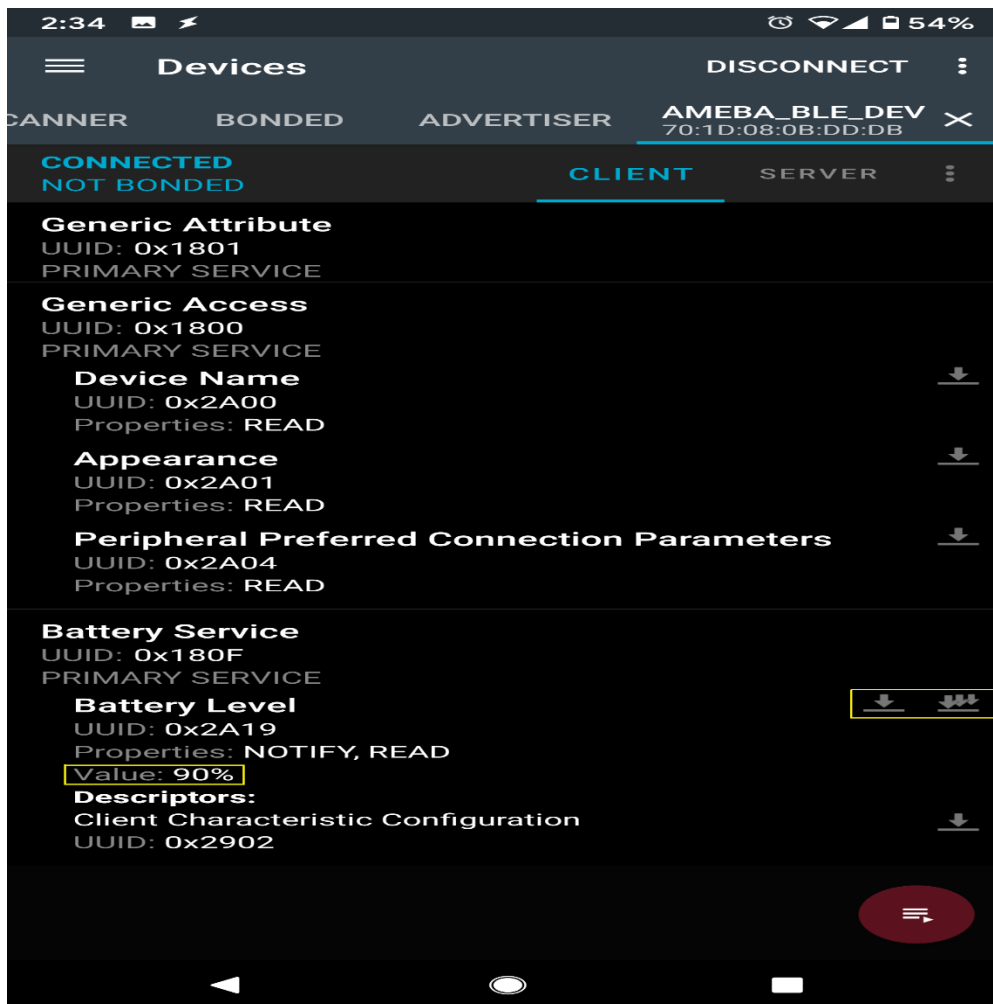 2:34 54%
Devices DISCONNECT
CANNER BONDED ADVERTISER AMEBA_BLE_DEV
70:1D:08:0B:DD:DB
CONNECTED
NOT BONDED CLIENT SERVER
Generic Attribute
UUID: 0x1801
PRIMARY SERVICE
Generic Access
UUID: 0x1800
PRIMARY SERVICE
Device Name
UUID: 0x2A00
Properties: READ
Appearance
UUID: 0x2A01
Properties: READ
Peripheral Preferred Connection Parameters
UUID: 0x2A04
Properties: READ
Battery Service
UUID: 0x180F
PRIMARY SERVICE
Battery Level
UUID: 0x2A19
Properties: NOTIFY, READ
Value: 90%
Descriptors:
Client Characteristic Configuration
UUID: 0x2902